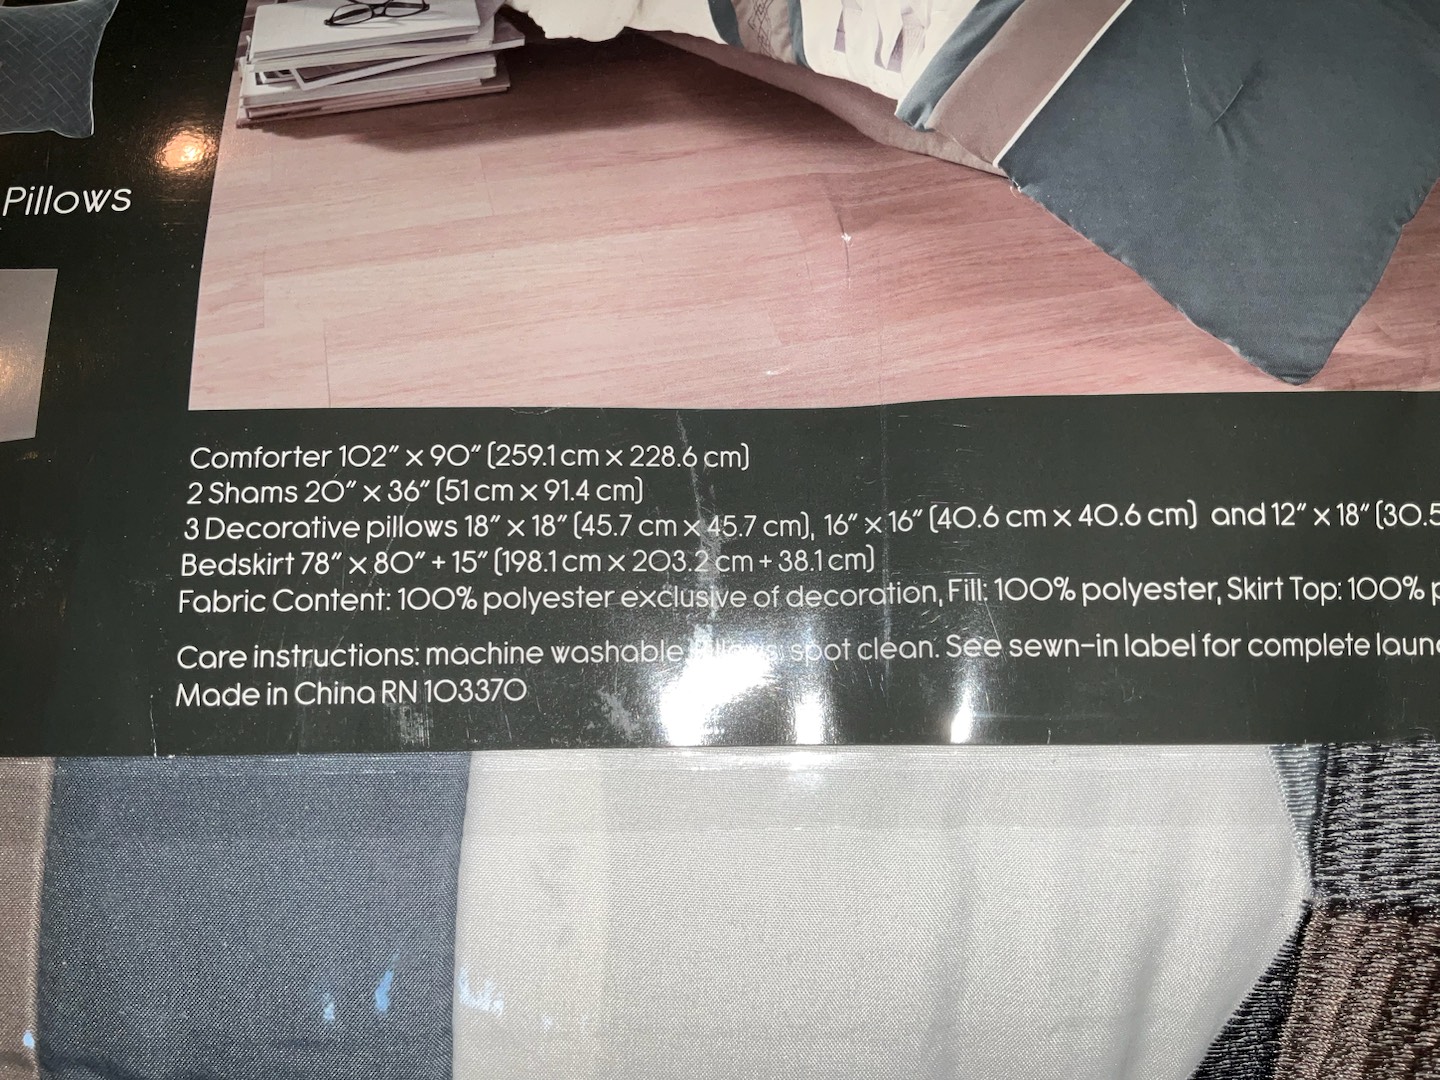 Pillows
Comforter 102" x 90" (259.1 cm x 228.6 cm)
2 Shams 20" x 36" (51 cm x 91.4 cm)
3 Decorative pillows 18" x 18" (45.7 cm x 45.7 cm), 16" x 16" (40.6 cm x 40.6 cm) and 12" x 18" (30.5
Bedskirt 78" x 80" + 15" (198.1 cm x 203.2 cm + 38.1 cm)
Fabric Content: 100% polyester exclusive of decoration, Fill: 100% polyester, Skirt Top: 100%
Care instructions: machine washable spot clean. See sewn-in label for complete
Made in China RN 103370